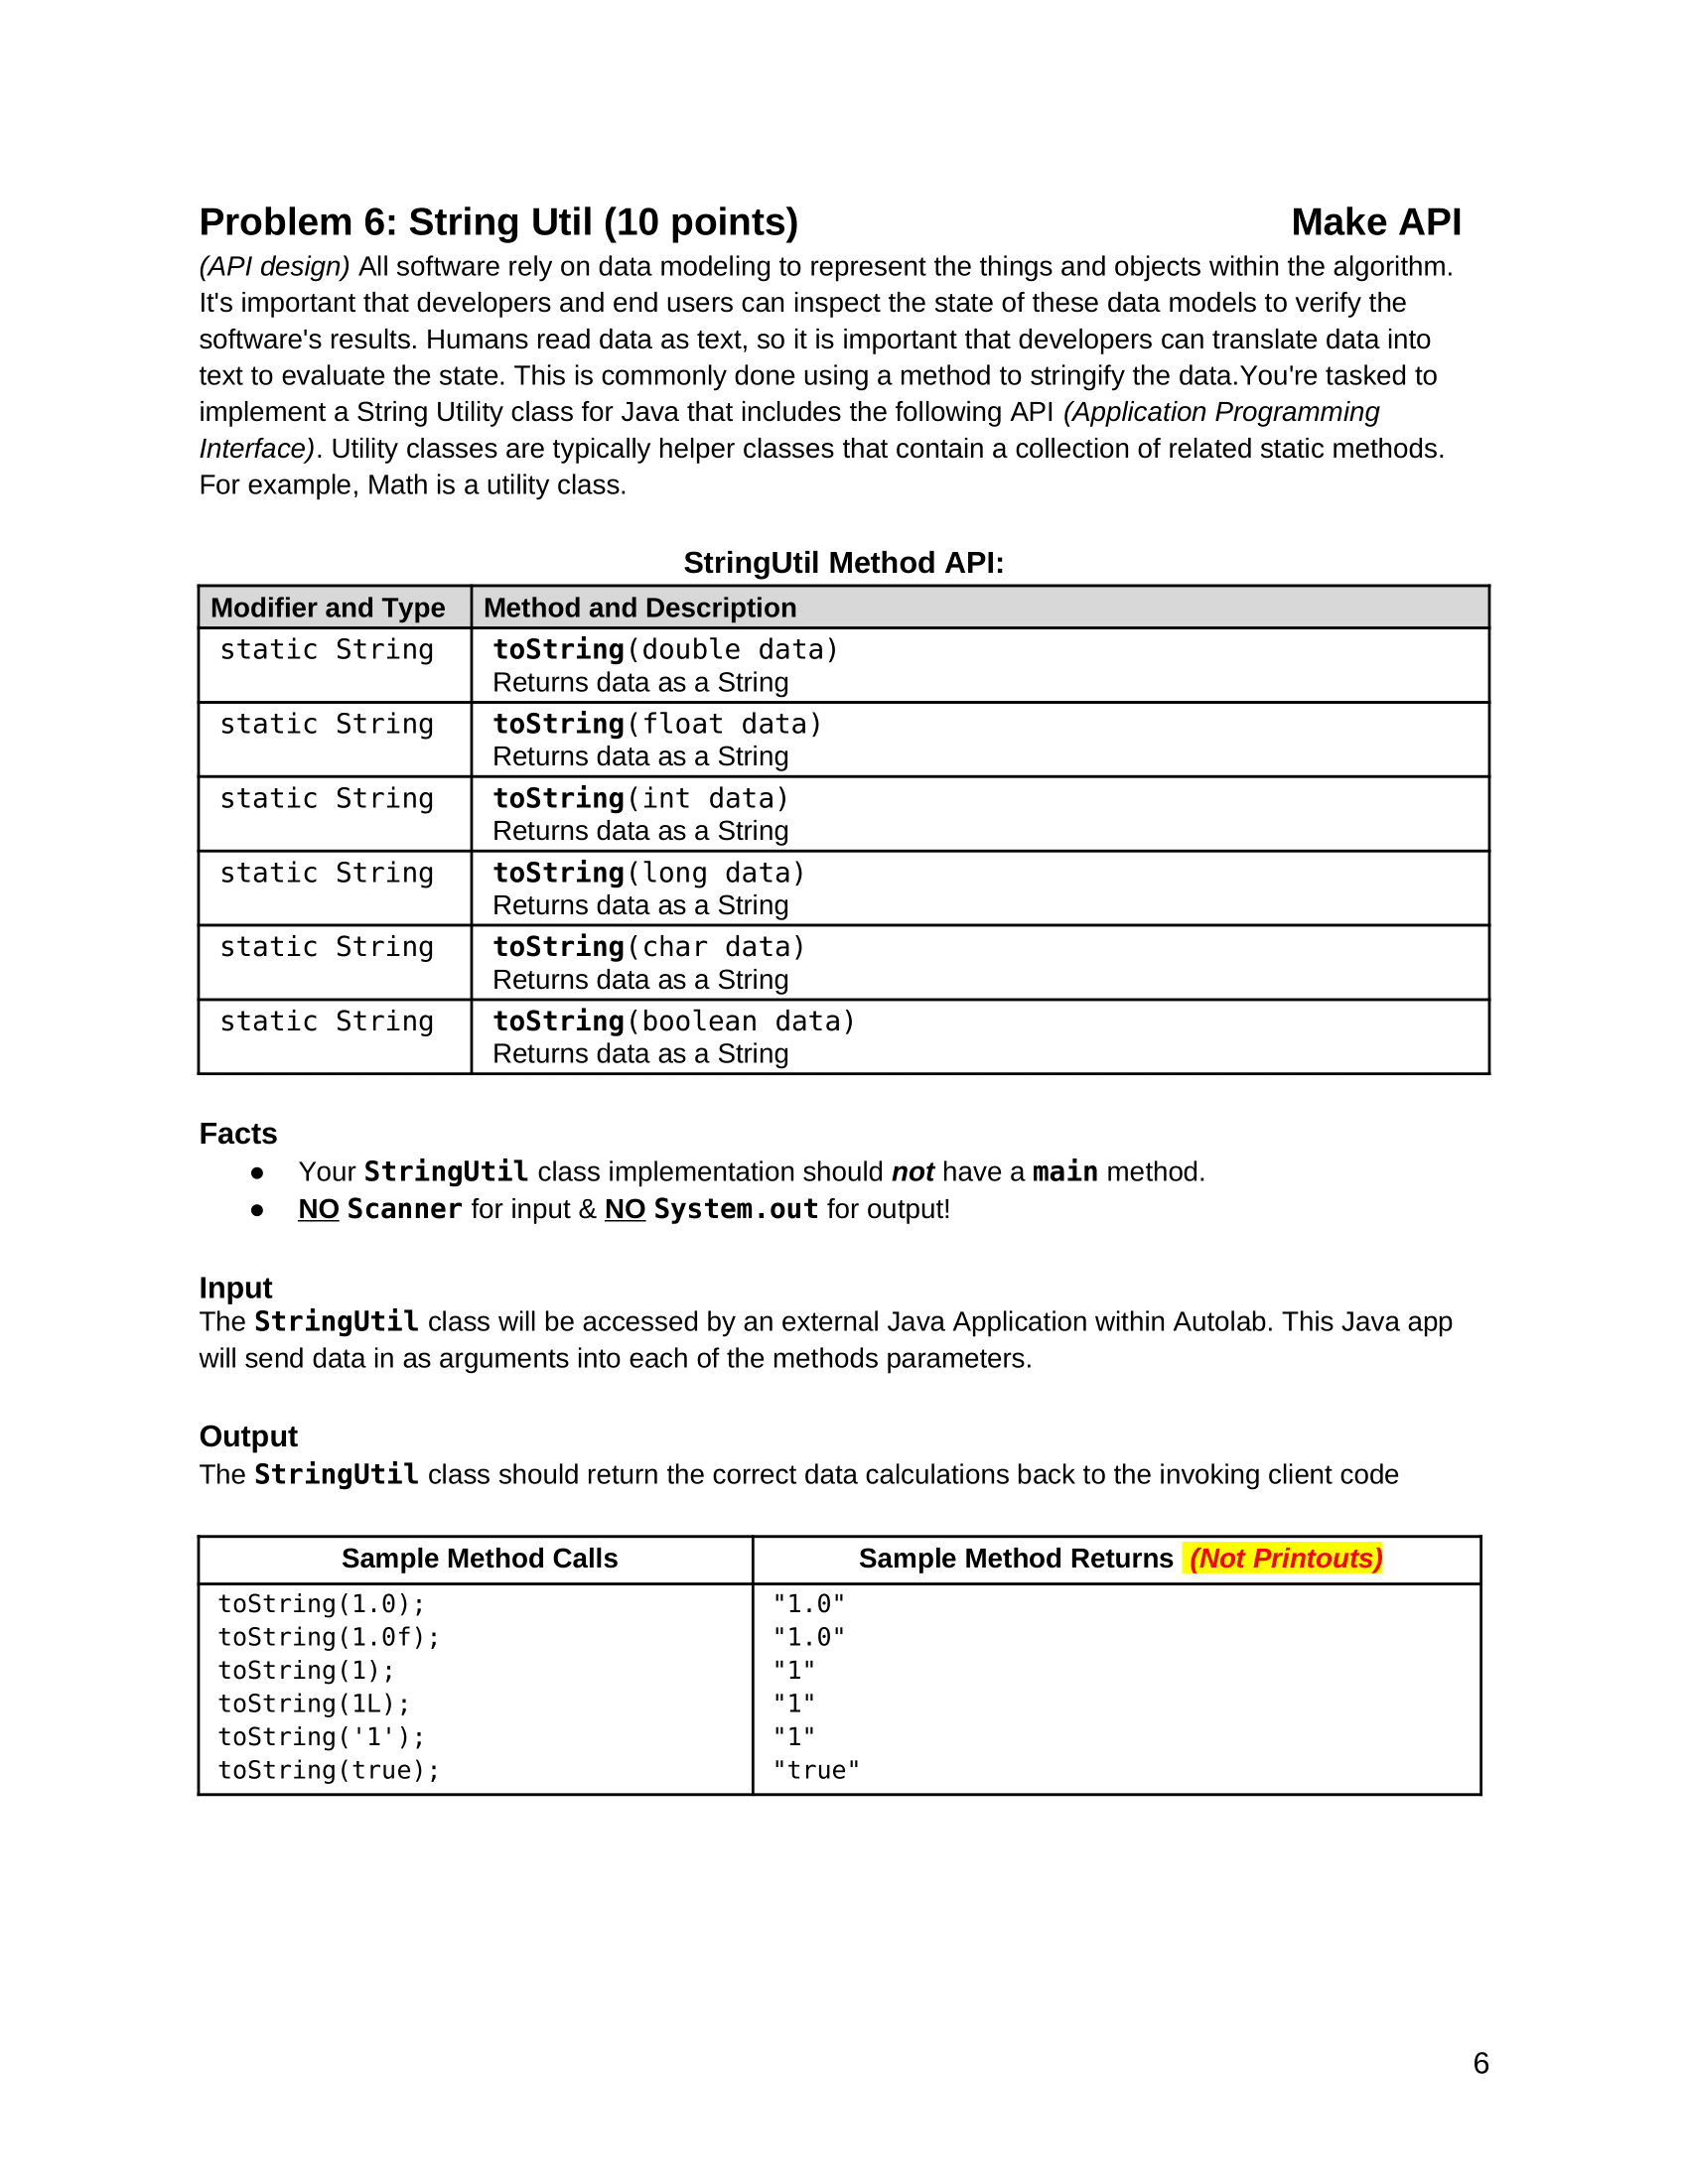 Problem 6: String Util (10 points) Make API
(API design) All software rely on data modeling to represent the things and objects within the algorithm.
It's important that developers and end users can inspect the state of these data models to verify the
software's results. Humans read data as text, so it is important that developers can translate data into
text to evaluate the state. This is commonly done using a method to stringify the data.You're tasked to
implement a String Utility class for Java that includes the following API (Application Programming
Interface). Utility classes are typically helper classes that contain a collection of related static methods.
For example, Math is a utility class.
StringUtil Method API:
Modifier and Type Method and Description
static String toString(double data)
Returns data as a String
static String toString(float data)
Returns data as a String
static String toString(int data)
Returns data as a String
static String toString(long data)
Returns data as a String
static String toString(char data)
Returns data as a String
static String toString(boolean data)
Returns data as a String
Facts
● Your StringUtil class implementation should not have a main method.
● NO Scanner for input & NO System.out for output!
Input
The StringUtil class will be accessed by an external Java Application within Autolab. This Java app
will send data in as arguments into each of the methods parameters.
Output
The StringUtil class should return the correct data calculations back to the invoking client code
Sample Method Calls Sample Method Returns (Not Printouts)
toString(1.0); "1.0"
toString(1.0f); "1.0"
toString(1); "1"
toString(1L); "1"
toString('1'); "1"
toString(true); "true"
6